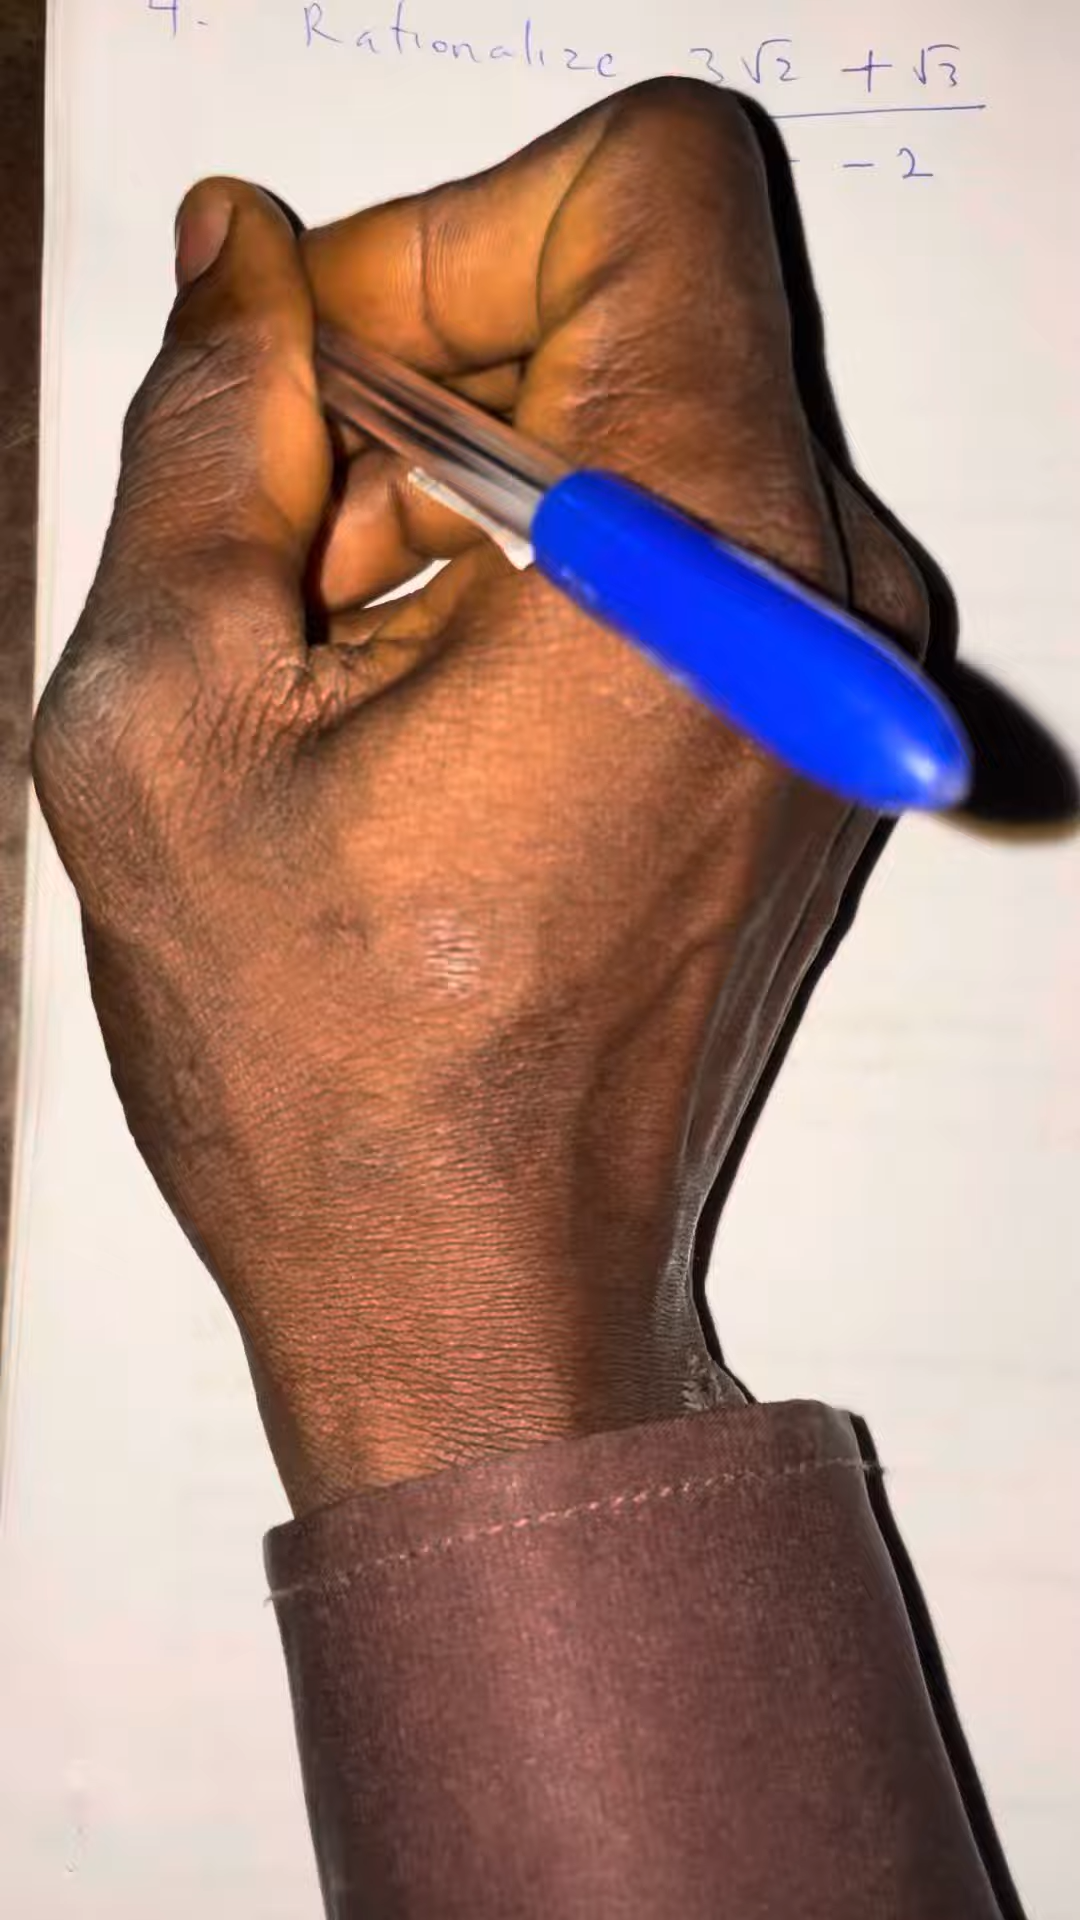 4. Rationalize 3√2 + √3
- 2